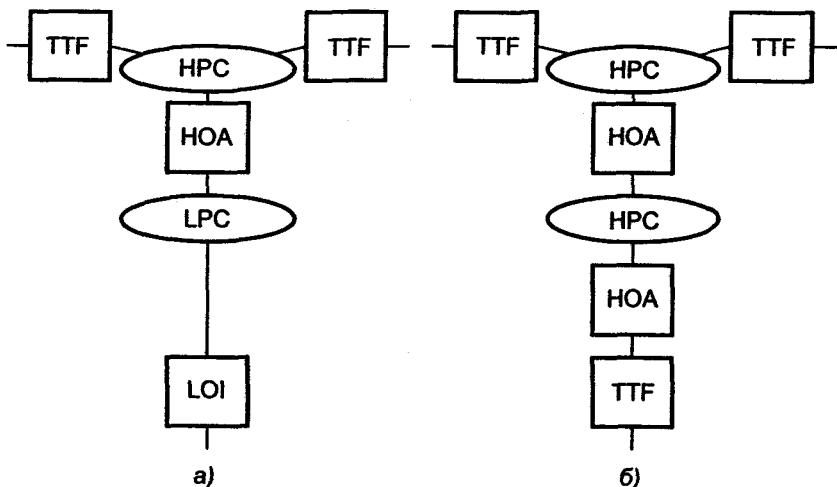 TTF TTF TTF TTF
HPC HPC
HOA HOA
LPC HPC
HOA
LOI TTF
а) б)